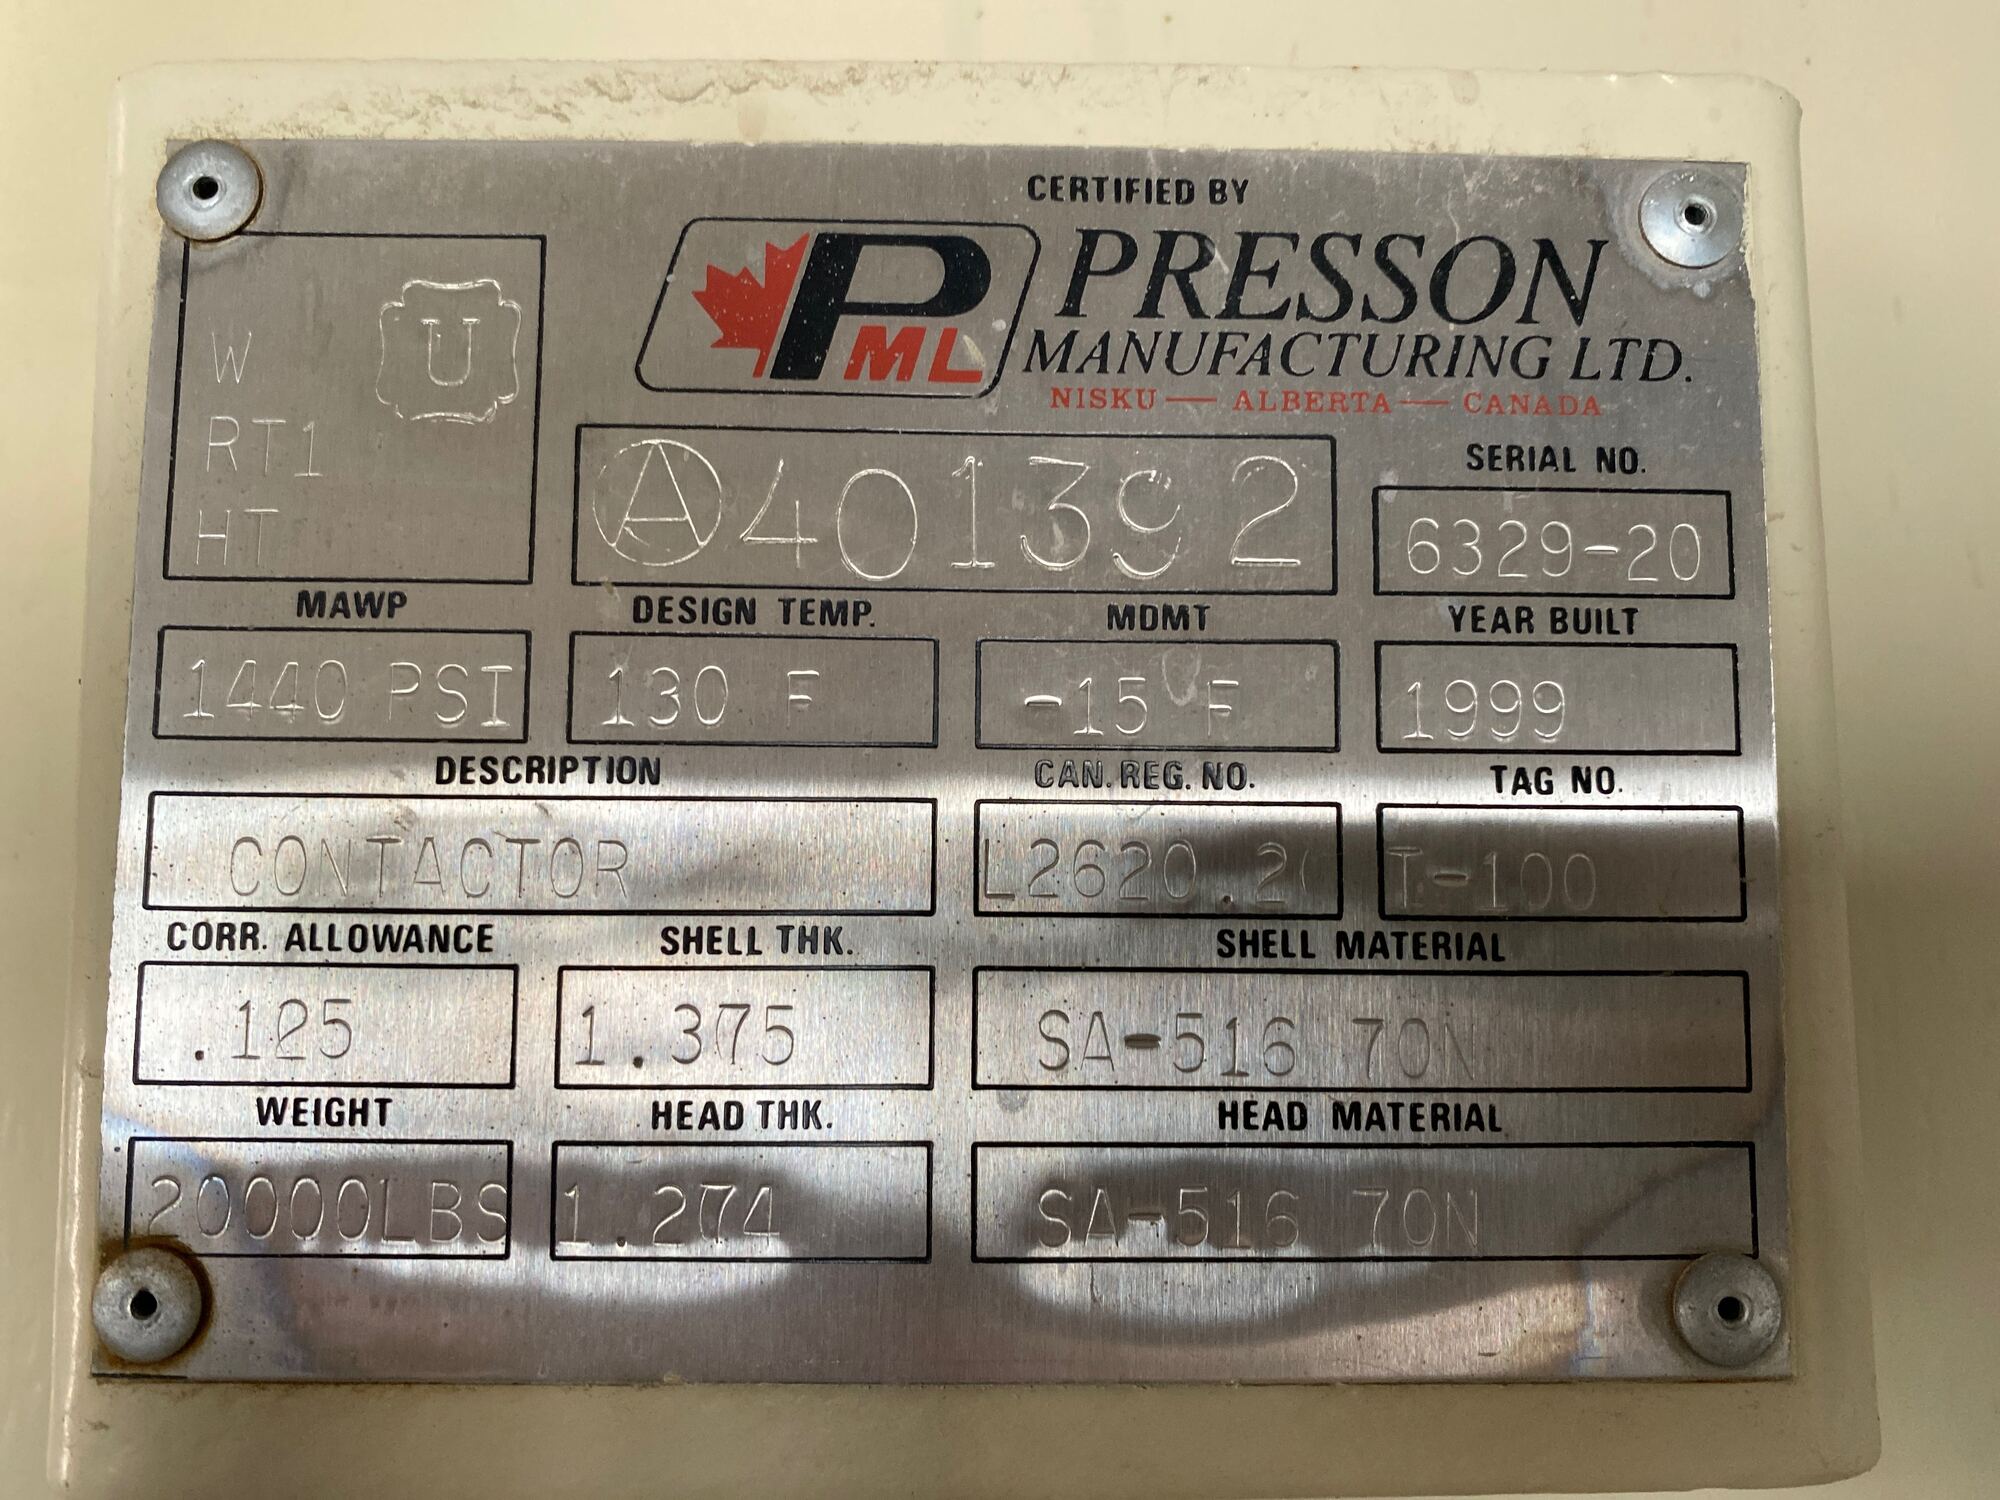 CERTIFIED BY
PML PRESSON
MANUFACTURING LTD.
NISKU — ALBERTA — CANADA
U
W
RT1
HT
A 401392
SERIAL NO.
6329-20
MAWP DESIGN TEMP. MDMT YEAR BUILT
1440 PSI 130 F -15 F 1999
DESCRIPTION CAN. REG. NO. TAG NO.
CONTACTOR T-100
CORR. ALLOWANCE SHELL THK. SHELL MATERIAL
.125 1.375 SA-516 70N
WEIGHT HEAD THK. HEAD MATERIAL
20000LBS 1.274 SA-516 70N